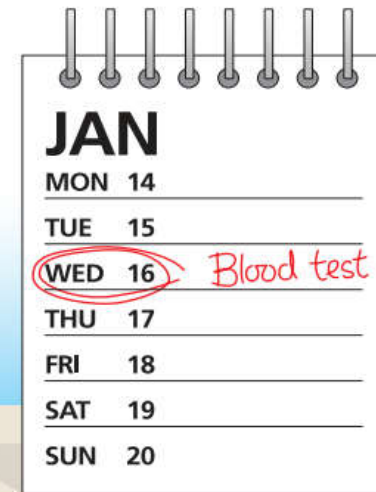 JAN
MON 14
TUE 15
WED 16 Blood test
THU 17
FRI 18
SAT 19
SUN 20